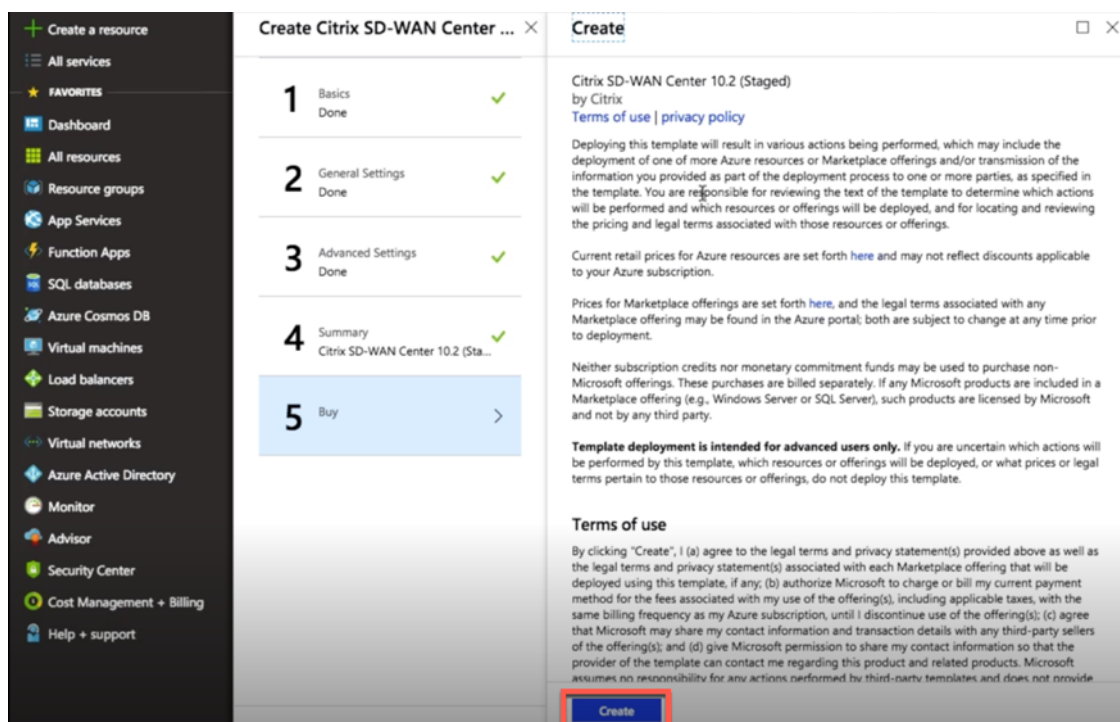 Create a resource
All services
FAVORITES
Dashboard
All resources
Resource groups
App Services
Function Apps
SQL databases
Azure Cosmos DB
Virtual machines
Load balancers
Storage accounts
Virtual networks
Azure Active Directory
Monitor
Advisor
Security Center
Cost Management + Billing
Help + support
Create Citrix SD-WAN Center ...
1 Basics
Done
2 General Settings
Done
3 Advanced Settings
Done
4 Summary
Citrix SD-WAN Center 10.2 (Sta...
5 Buy
Create
Citrix SD-WAN Center 10.2 (Staged)
by Citrix
Terms of use | privacy policy
Deploying this template will result in various actions being performed, which may include the
deployment of one of more Azure resources or Marketplace offerings and/or transmission of the
information you provided as part of the deployment process to one or more parties, as specified in
the template. You are responsible for reviewing the text of the template to determine which actions
will be performed and which resources or offerings will be deployed, and for locating and reviewing
the pricing and legal terms associated with those resources or offerings.
Current retail prices for Azure resources are set forth here and may not reflect discounts applicable
to your Azure subscription.
Prices for Marketplace offerings are set forth here, and the legal terms associated with any
Marketplace offering may be found in the Azure portal; both are subject to change at any time prior
to deployment.
Neither subscription credits nor monetary commitment funds may be used to purchase non-
Microsoft offerings. These purchases are billed separately. If any Microsoft products are included in a
Marketplace offering (e.g., Windows Server or SQL Server), such products are licensed by Microsoft
and not by any third party.
Template deployment is intended for advanced users only. If you are uncertain which actions will
be performed by this template, which resources or offerings will be deployed, or what prices or legal
terms pertain to those resources or offerings, do not deploy this template.
Terms of use
By clicking "Create", I (a) agree to the legal terms and privacy statement(s) provided above as well as
the legal terms and privacy statement(s) associated with each Marketplace offering that will be
deployed using this template, if any; (b) authorize Microsoft to charge or bill my current payment
method for the fees associated with my use of the offering(s), including applicable taxes, with the
same billing frequency as my Azure subscription, until I discontinue use of the offering(s); (c) agree
that Microsoft may share my contact information and transaction details with any third-party sellers
of the offering(s); and (d) give Microsoft permission to share my contact information so that the
provider of the template can contact me regarding this product and related products. Microsoft
assumes no responsibility for any actions performed by third-party templates and does not provide
Create